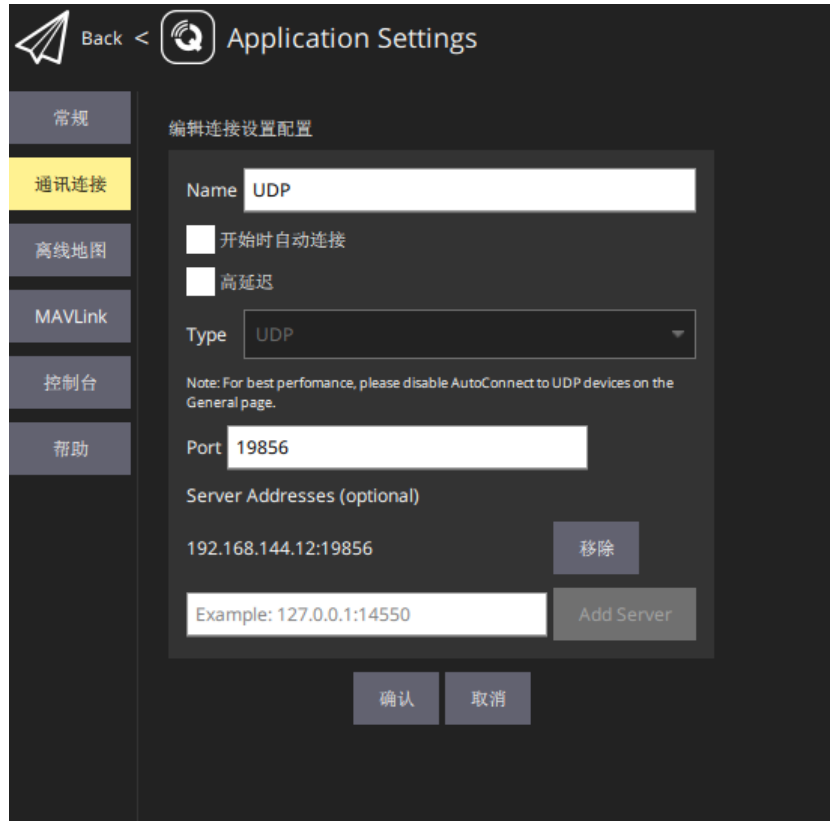 Back < Application Settings
常规
通讯连接
离线地图
MAVLink
控制台
帮助
编辑连接设置配置
Name UDP
开始时自动连接
高延迟
Type UDP
Note: For best perfomance, please disable AutoConnect to UDP devices on the
General page.
Port 19856
Server Addresses (optional)
192.168.144.12:19856 移除
Example: 127.0.0.1:14550 Add Server
确认 取消